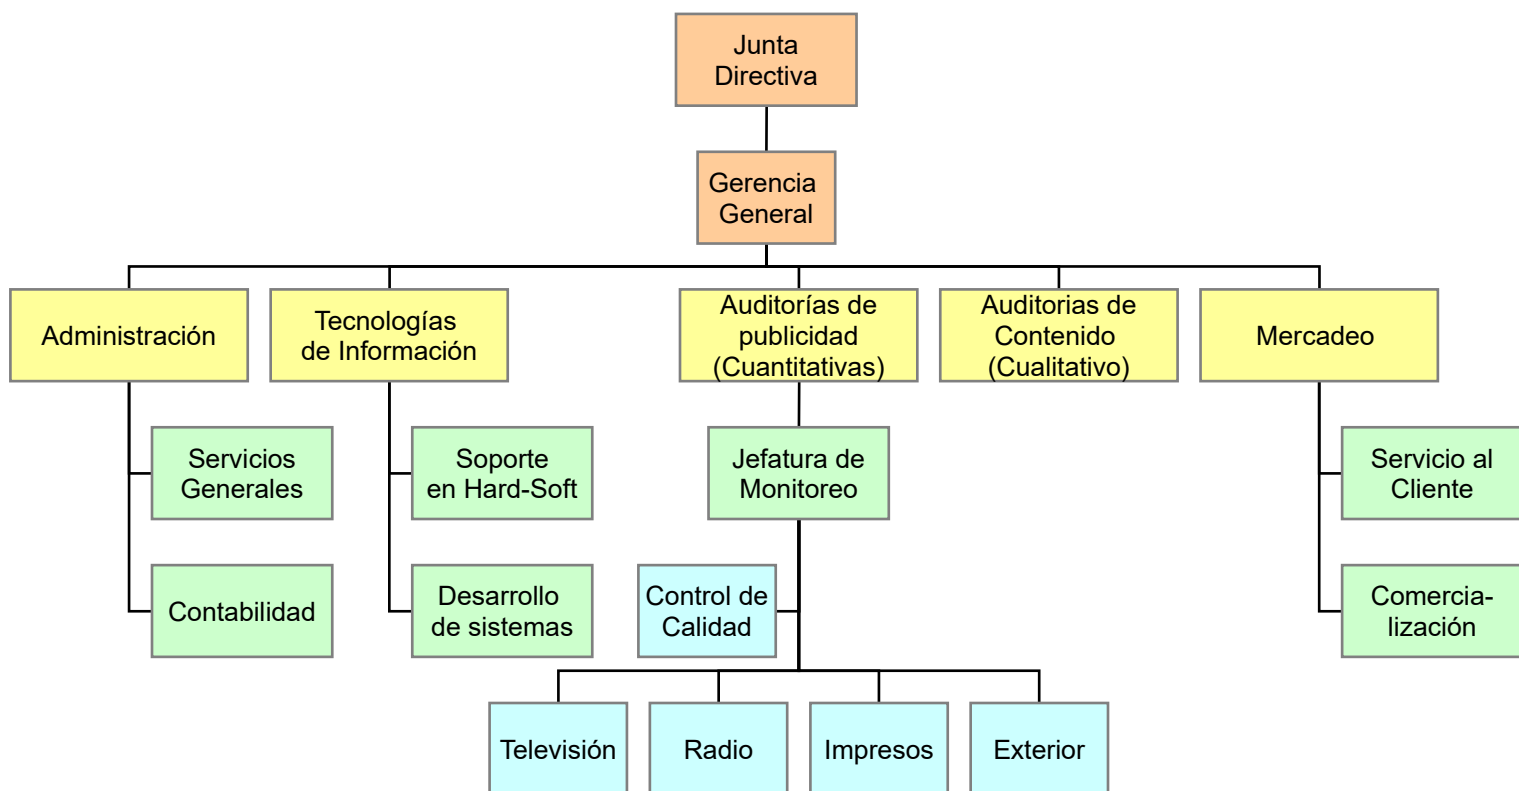 Junta
Directiva
Gerencia
General
Administración
Tecnologías
de Información
Auditorías de
publicidad
(Cuantitativas)
Auditorias de
Contenido
(Cualitativo)
Mercadeo
Servicios
Generales
Soporte
en Hard-Soft
Jefatura de
Monitoreo
Servicio al
Cliente
Contabilidad
Desarrollo
de sistemas
Control de
Calidad
Comercia-
lización
Televisión
Radio
Impresos
Exterior